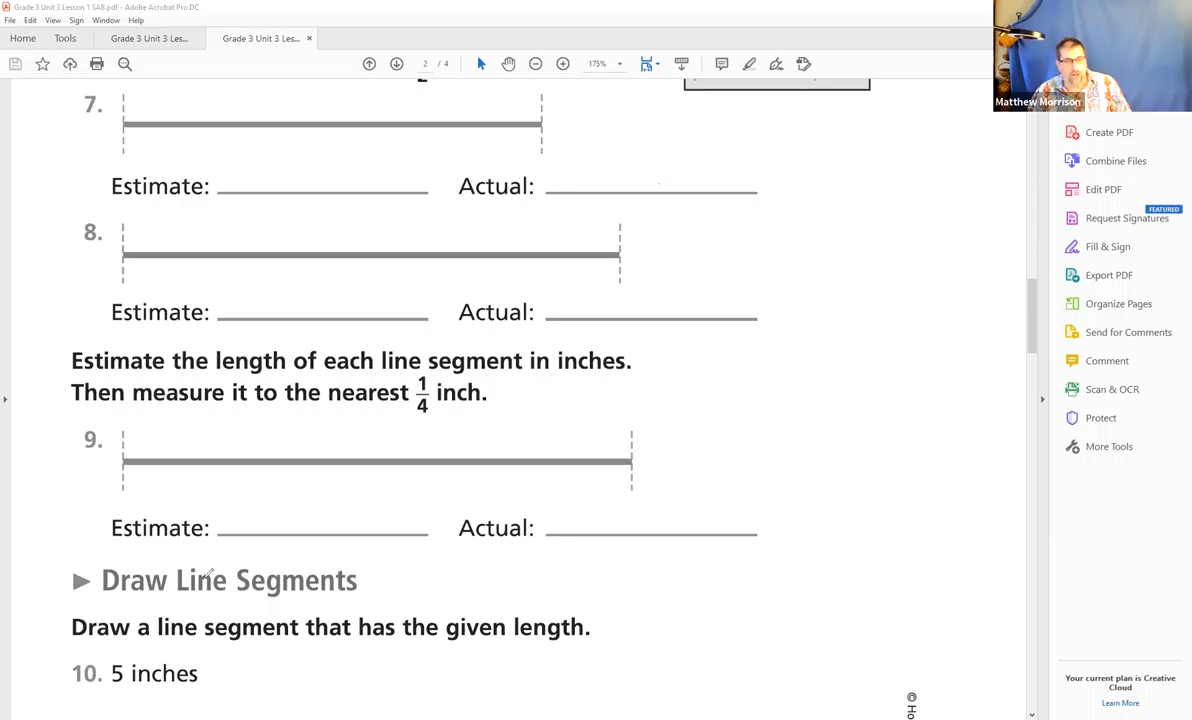 Grade 3 Unit 3 Lesson 1 SAB.pdf - Adobe Acrobat Pro DC
File Edit View Sign Window Help
Home Tools Grade 3 Unit 3 Les... Grade 3 Unit 3 Les... ×
2 / 4 175%
Matthew Morrison
2
7.
Estimate: Actual:
8.
Estimate: Actual:
Estimate the length of each line segment in inches.
Then measure it to the nearest 1/4 inch.
9.
Estimate: Actual:
► Draw Line Segments
Draw a line segment that has the given length.
10. 5 inches
© Ho
Create PDF
Combine Files
Edit PDF
FEATURED
Request Signatures
Fill & Sign
Export PDF
Organize Pages
Send for Comments
Comment
Scan & OCR
Protect
More Tools
Your current plan is Creative
Cloud
Learn More